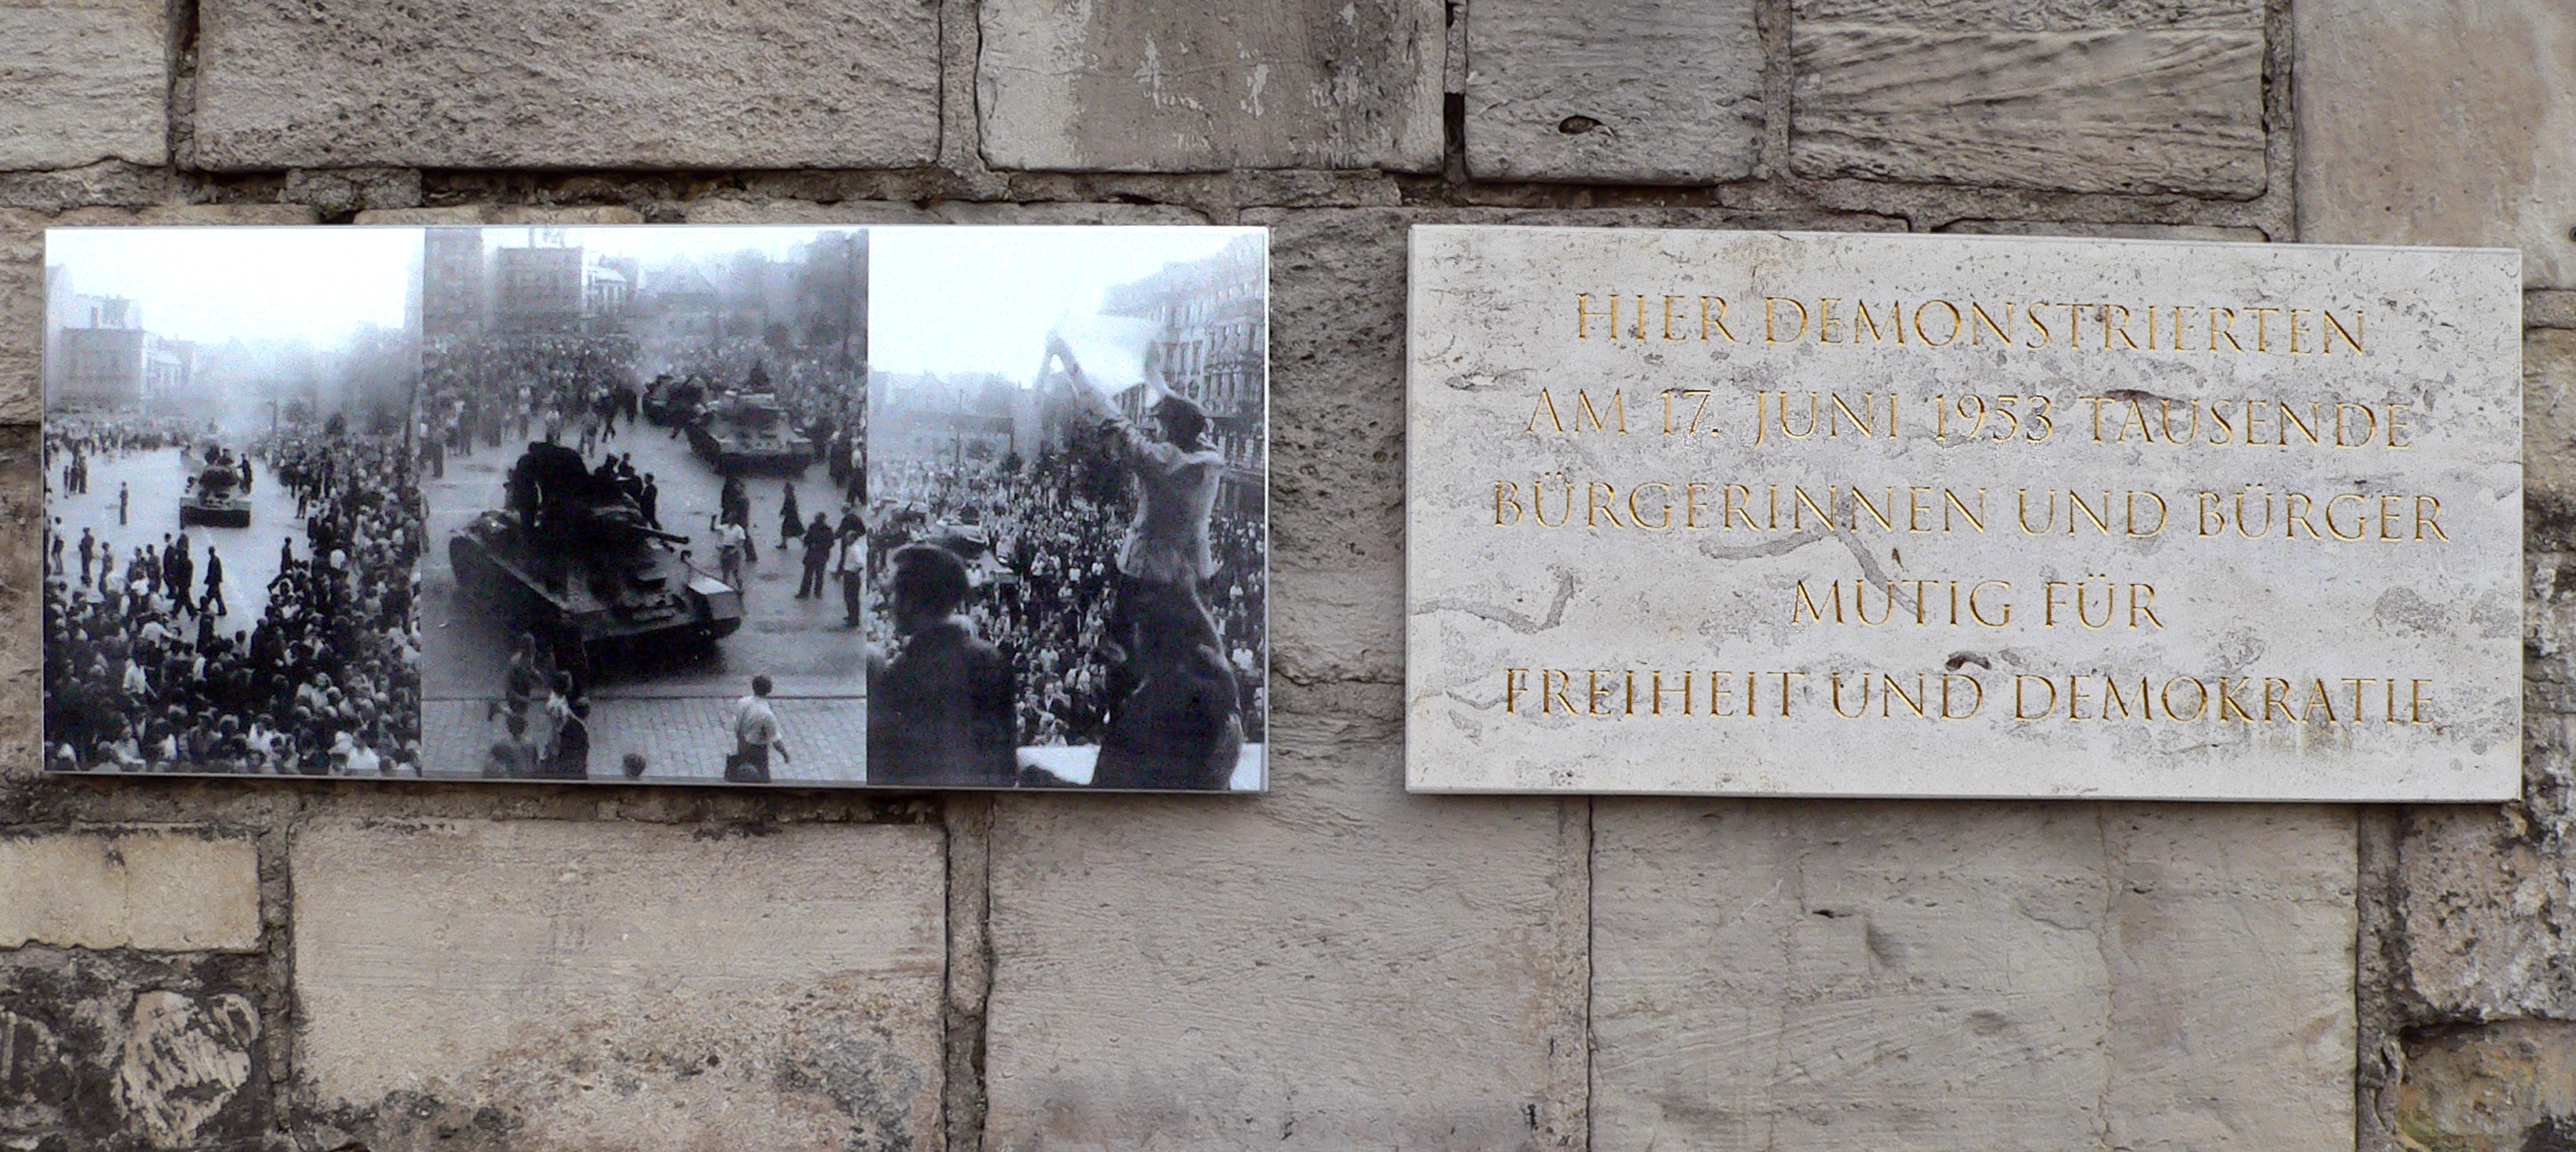 HIER DEMONSTRIERTEN
AM 17. JUNI 1953 TAUSENDE
BÜRGERINNEN UND BÜRGER
MUTIG FÜR
FREIHEIT UND DEMOKRATIE